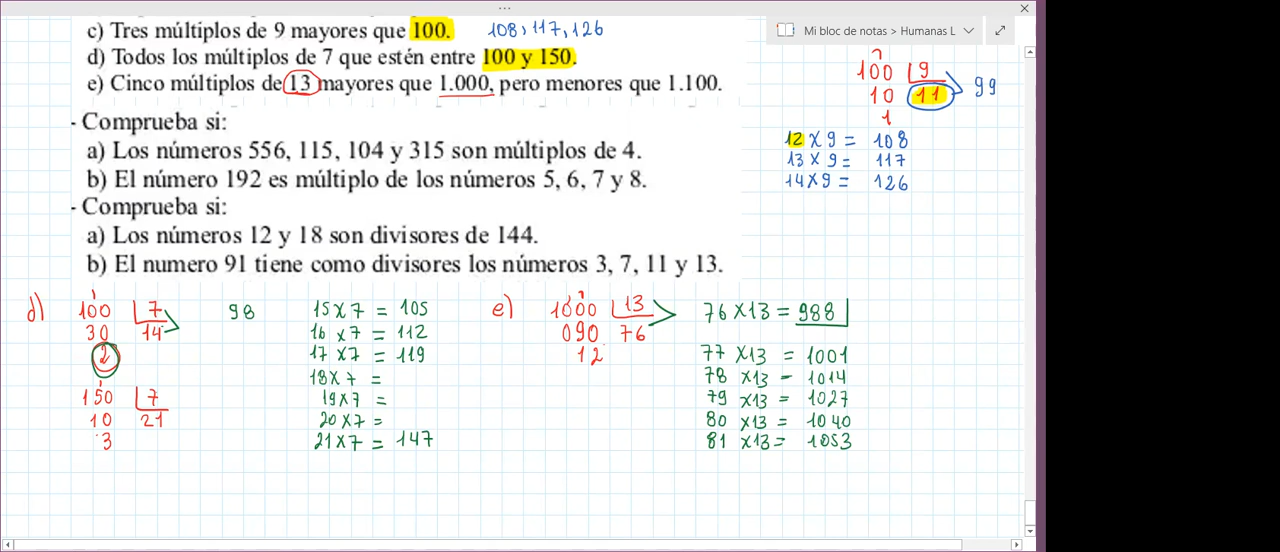 c) Tres múltiplos de 9 mayores que 100. 108, 117, 126
d) Todos los múltiplos de 7 que estén entre 100 y 150.
e) Cinco múltiplos de 13 mayores que 1.000, pero menores que 1.100.
- Comprueba si:
a) Los números 556, 115, 104 y 315 son múltiplos de 4.
b) El número 192 es múltiplo de los números 5, 6, 7 y 8.
- Comprueba si:
a) Los números 12 y 18 son divisores de 144.
b) El numero 91 tiene como divisores los números 3, 7, 11 y 13.
Mi bloc de notas > Humanas L
100 9
10 11 99
1
12 x 9 = 108
13 x 9 = 117
14 x 9 = 126
d) 100 7 98
30 14
2
150 7
10 21
3
15 x 7 = 105
16 x 7 = 112
17 x 7 = 119
18 x 7 =
19 x 7 =
20 x 7 =
21 x 7 = 147
e) 1000 13 76 x 13 = 988
090 76
12
77 x 13 = 1001
78 x 13 = 1014
79 x 13 = 1027
80 x 13 = 1040
81 x 13 = 1053